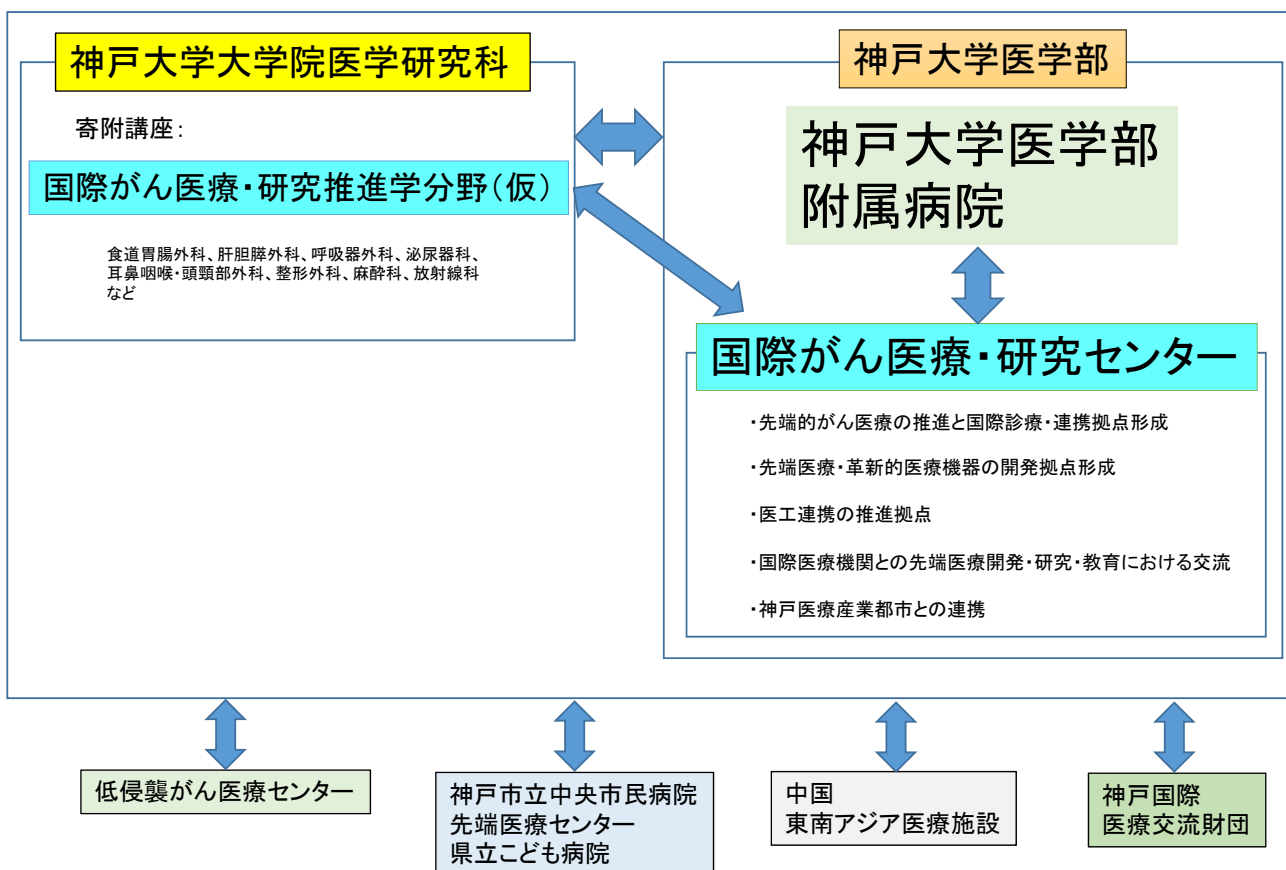 神戸大学大学院医学研究科
寄附講座：
国際がん医療・研究推進学分野（仮）
食道胃腸外科、肝胆膵外科、呼吸器外科、泌尿器科、
耳鼻咽喉・頭頸部外科、整形外科、麻酔科、放射線科
など
神戸大学医学部
神戸大学医学部
附属病院
国際がん医療・研究センター
・先端的がん医療の推進と国際診療・連携拠点形成
・先端医療・革新的医療機器の開発拠点形成
・医工連携の推進拠点
・国際医療機関との先端医療開発・研究・教育における交流
・神戸医療産業都市との連携
低侵襲がん医療センター
神戸市立中央市民病院
先端医療センター
県立こども病院
中国
東南アジア医療施設
神戸国際
医療交流財団